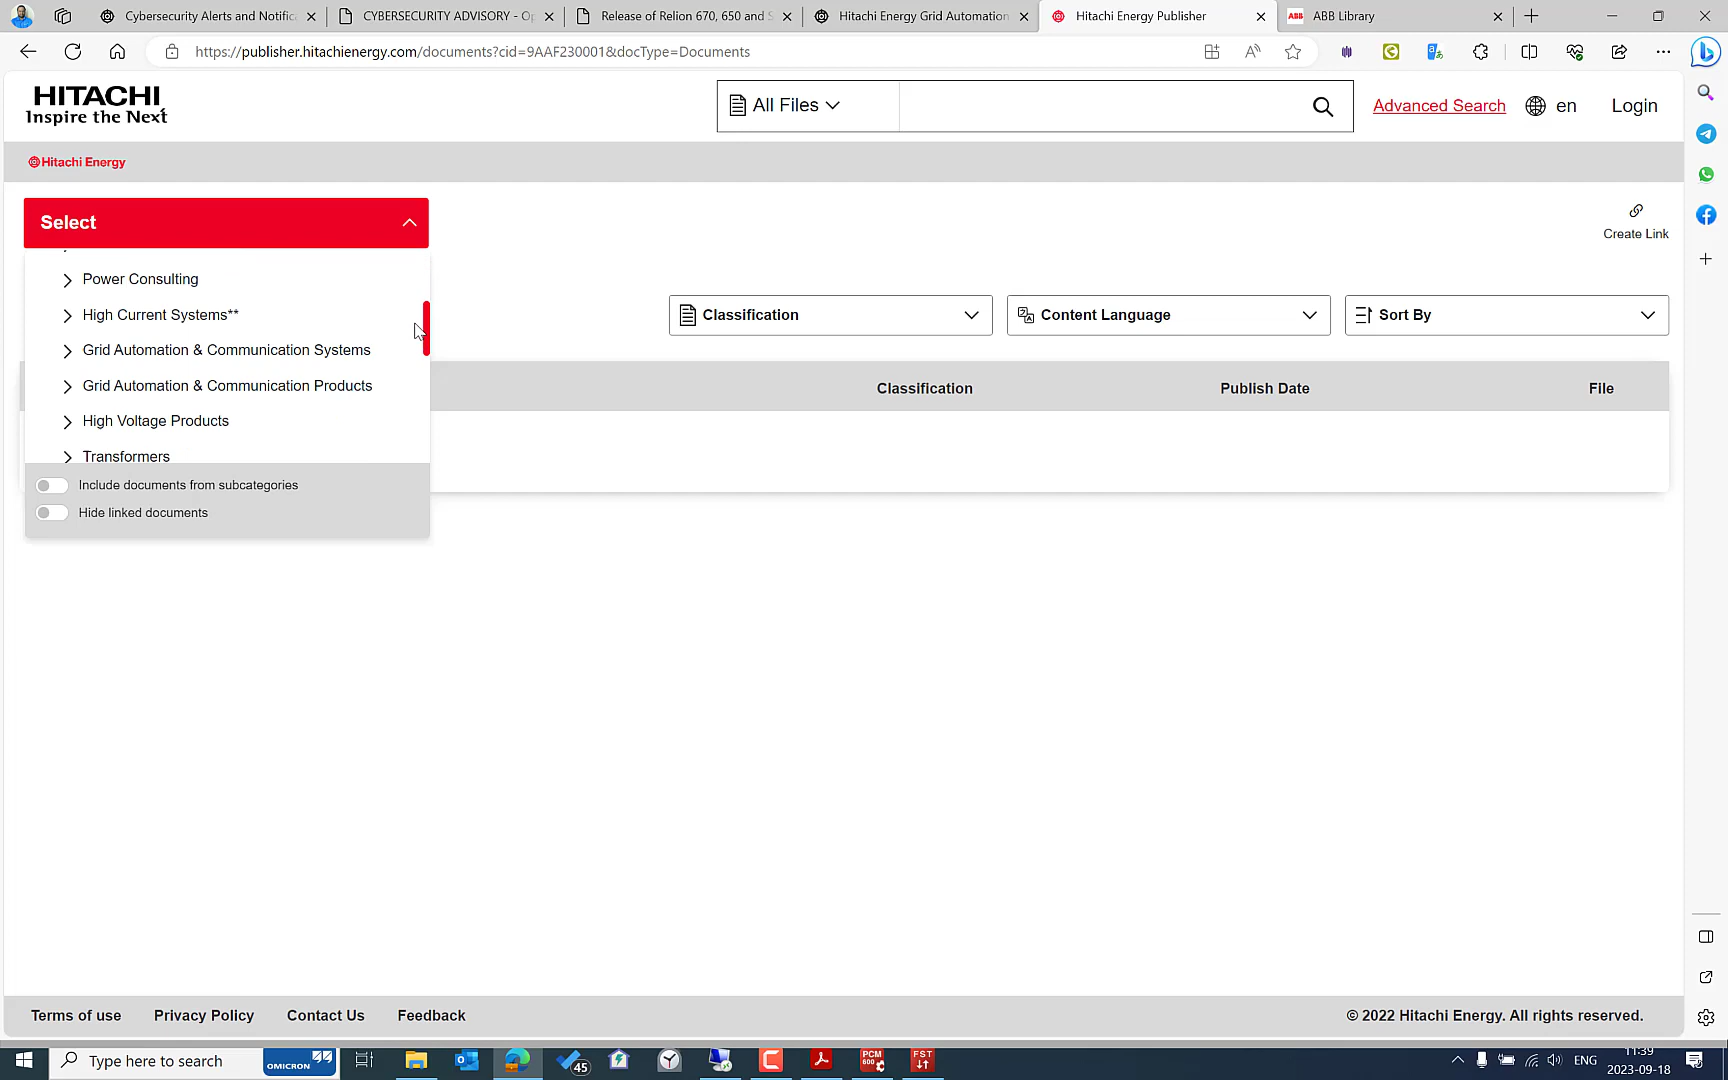 Cybersecurity Alerts and Notific
CYBERSECURITY ADVISORY - Op
Release of Relion 670, 650 and S
Hitachi Energy Grid Automation
Hitachi Energy Publisher
ABB
ABB Library
https://publisher.hitachienergy.com/documents?cid=9AAF230001&docType=Documents
HITACHI
Inspire the Next
All Files
Advanced Search
en
Login
Hitachi Energy
Select
Create Link
Power Consulting
High Current Systems**
Grid Automation & Communication Systems
Grid Automation & Communication Products
High Voltage Products
Transformers
Include documents from subcategories
Hide linked documents
Classification
Content Language
Sort By
Classification
Publish Date
File
Terms of use
Privacy Policy
Contact Us
Feedback
© 2022 Hitachi Energy. All rights reserved.
Type here to search
OMICRON
45
PCM
600
FST
ENG
11:39
2023-09-18